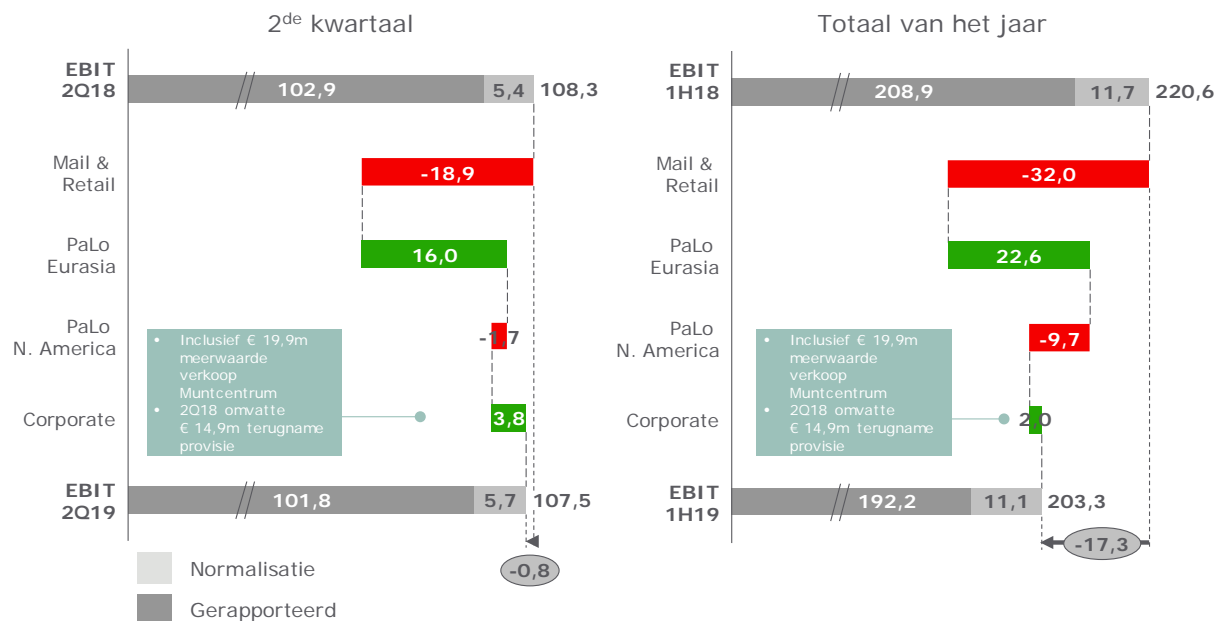 2de kwartaal
EBIT
2Q18
102,9
5,4
108,3
Mail &
Retail
-18,9
PaLo
Eurasia
16,0
PaLo
N. America
-1,7
• Inclusief € 19,9m
meerwaarde
verkoop
Muntcentrum
• 2Q18 omvatte
€ 14,9m terugname
provisie
Corporate
3,8
EBIT
2Q19
101,8
5,7
107,5
-0,8
Normalisatie
Gerapporteerd
Totaal van het jaar
EBIT
1H18
208,9
11,7
220,6
Mail &
Retail
-32,0
PaLo
Eurasia
22,6
PaLo
N. America
-9,7
• Inclusief € 19,9m
meerwaarde
verkoop
Muntcentrum
• 2Q18 omvatte
€ 14,9m terugname
provisie
Corporate
2,0
EBIT
1H19
192,2
11,1
203,3
-17,3